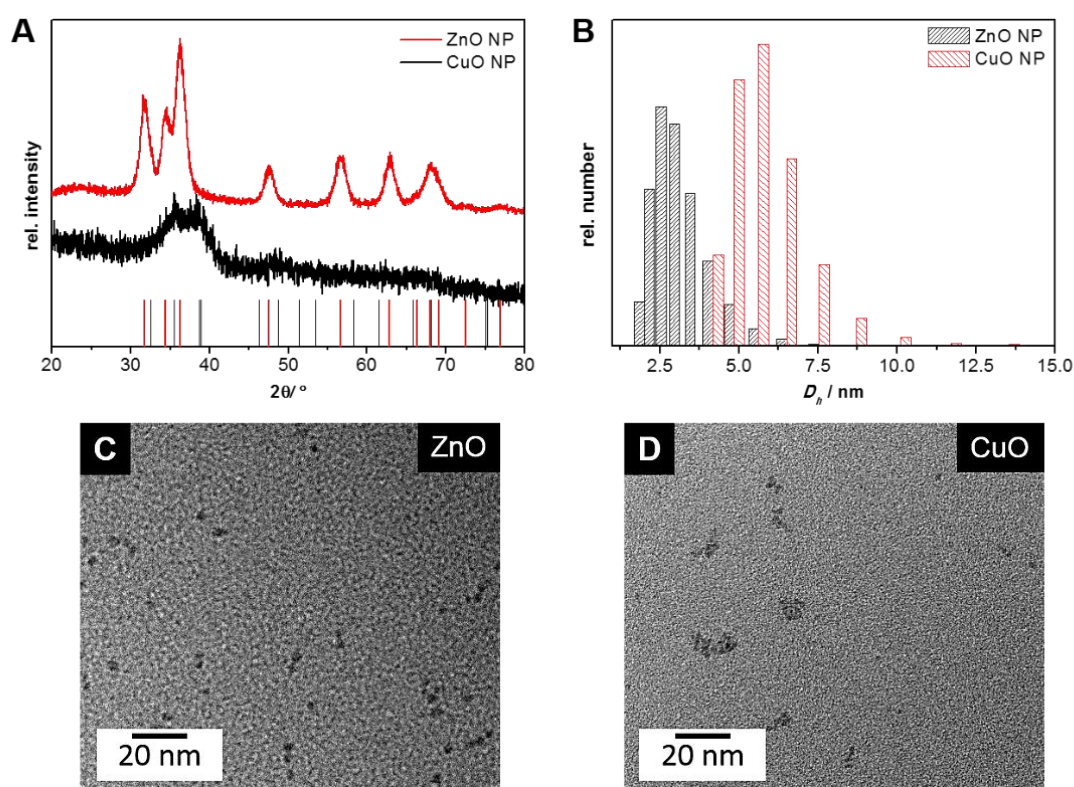 A
ZnO NP
CuO NP
rel. intensity
20 30 40 50 60 70 80
2θ/ °
B
ZnO NP
CuO NP
rel. number
2.5 5.0 7.5 10.0 12.5 15.0
Dₕ / nm
C
ZnO
20 nm
D
CuO
20 nm